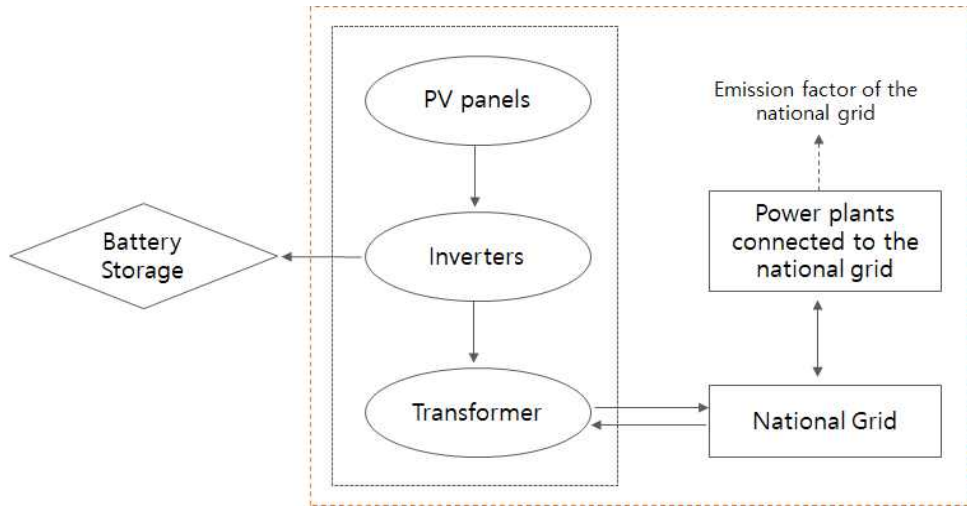 PV panels
Emission factor of the
national grid
Battery
Storage
Inverters
Power plants
connected to the
national grid
Transformer
National Grid